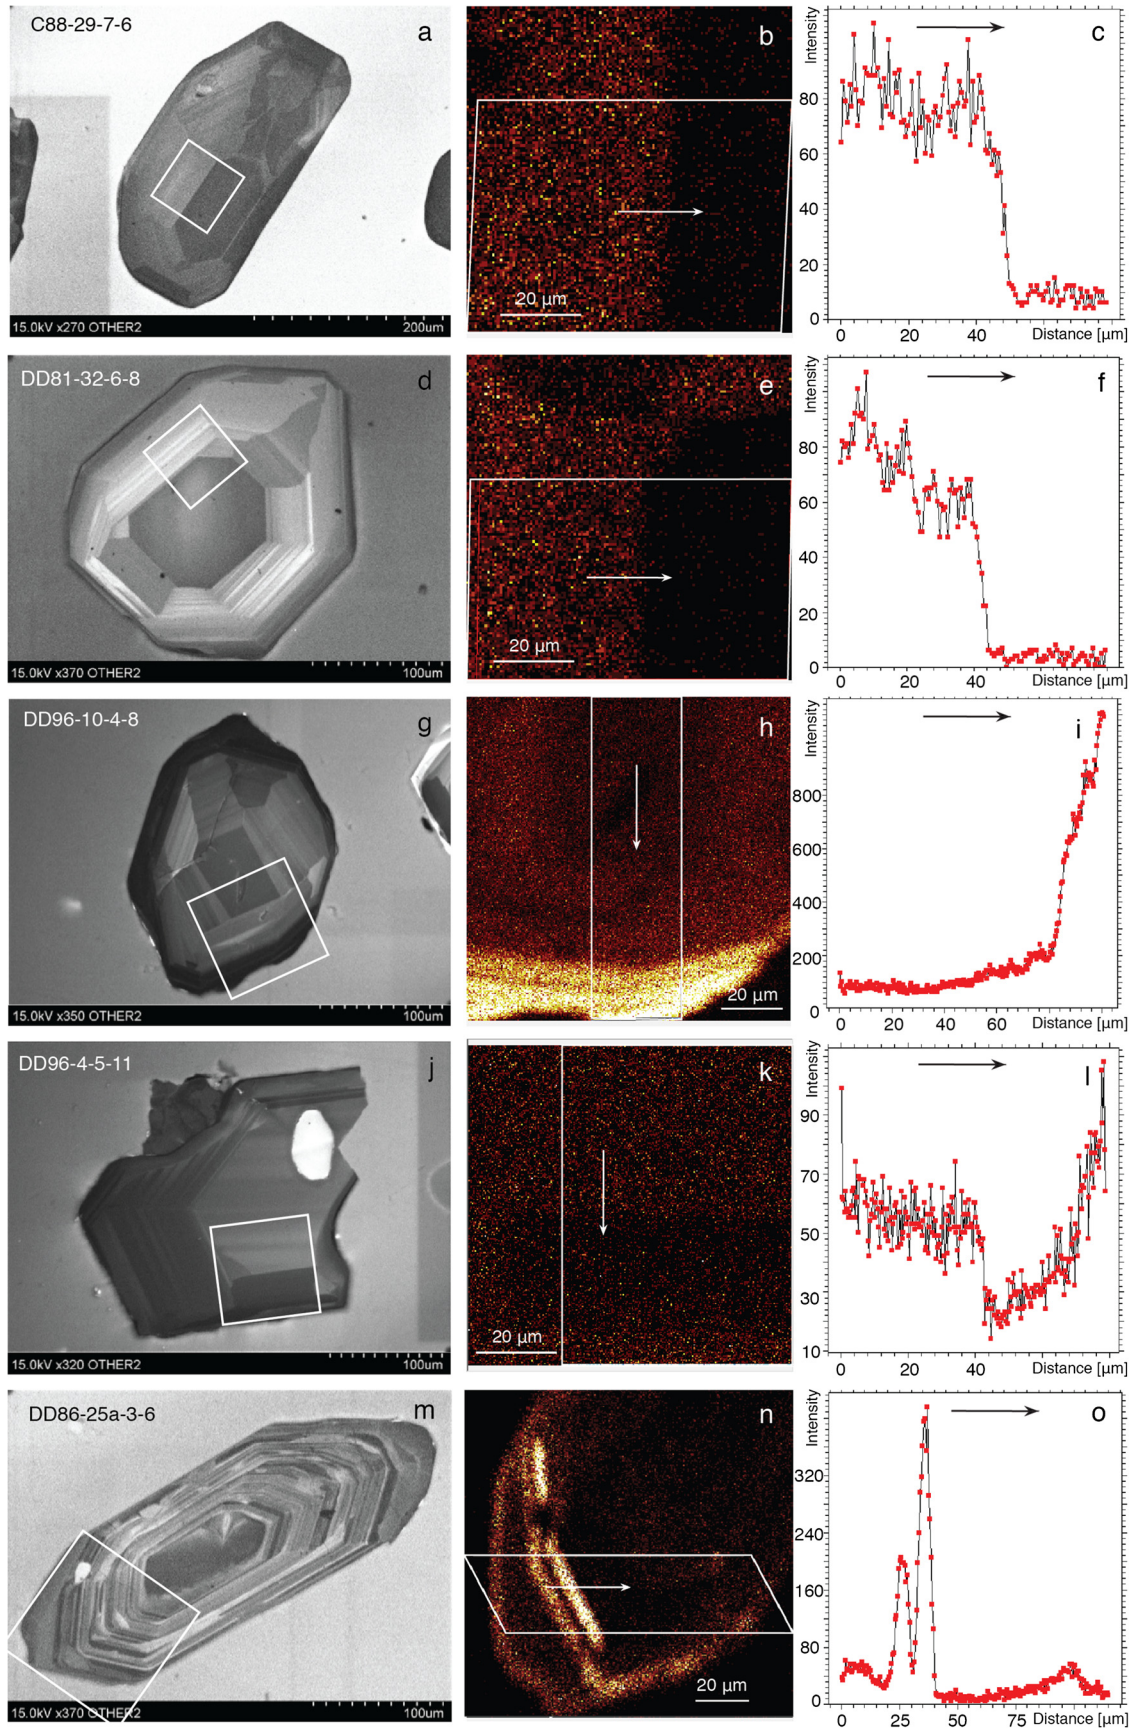 C88-29-7-6
a
15.0kV x270 OTHER2
200um
b
20 µm
c
Intensity
80
60
40
20
0
0
20
40
Distance [µm]
DD81-32-6-8
d
15.0kV x370 OTHER2
100um
e
20 µm
f
Intensity
80
60
40
20
0
0
20
40
Distance [µm]
DD96-10-4-8
g
15.0kV x350 OTHER2
100um
h
20 µm
i
Intensity
800
600
400
200
0
0
20
40
60
Distance [µm]
DD96-4-5-11
j
15.0kV x320 OTHER2
100um
k
20 µm
l
Intensity
90
70
50
30
10
0
20
40
Distance [µm]
DD86-25a-3-6
m
15.0kV x370 OTHER2
100um
n
20 µm
o
Intensity
320
240
160
80
0
0
25
50
75
Distance [µm]